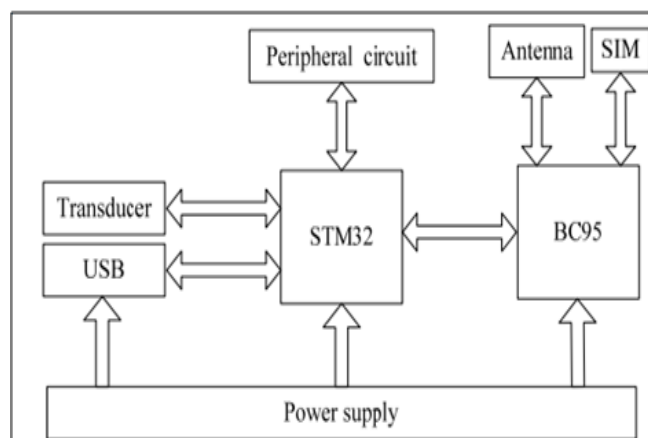 Peripheral circuit
Antenna
SIM
Transducer
STM32
BC95
USB
Power supply